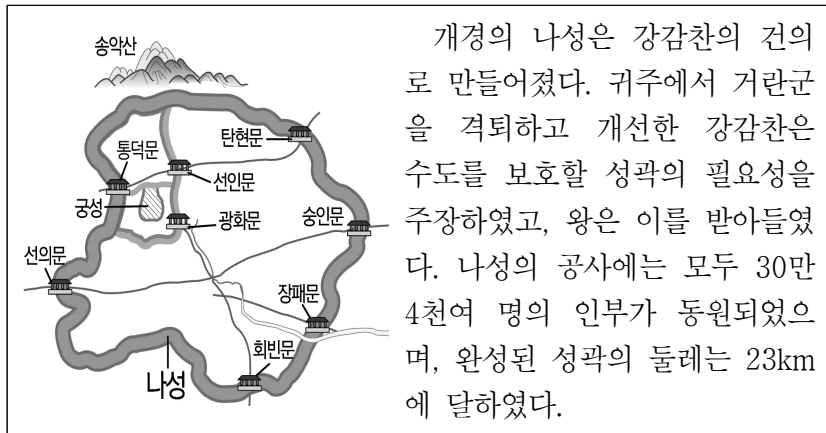 송악산
탄현문
통덕문
선인문
궁성
광화문
숭인문
선의문
장패문
회빈문
나성
개경의 나성은 강감찬의 건의
로 만들어졌다. 귀주에서 거란군
을 격퇴하고 개선한 강감찬은
수도를 보호할 성곽의 필요성을
주장하였고, 왕은 이를 받아들였
다. 나성의 공사에는 모두 30만
4천여 명의 인부가 동원되었으
며, 완성된 성곽의 둘레는 23km
에 달하였다.